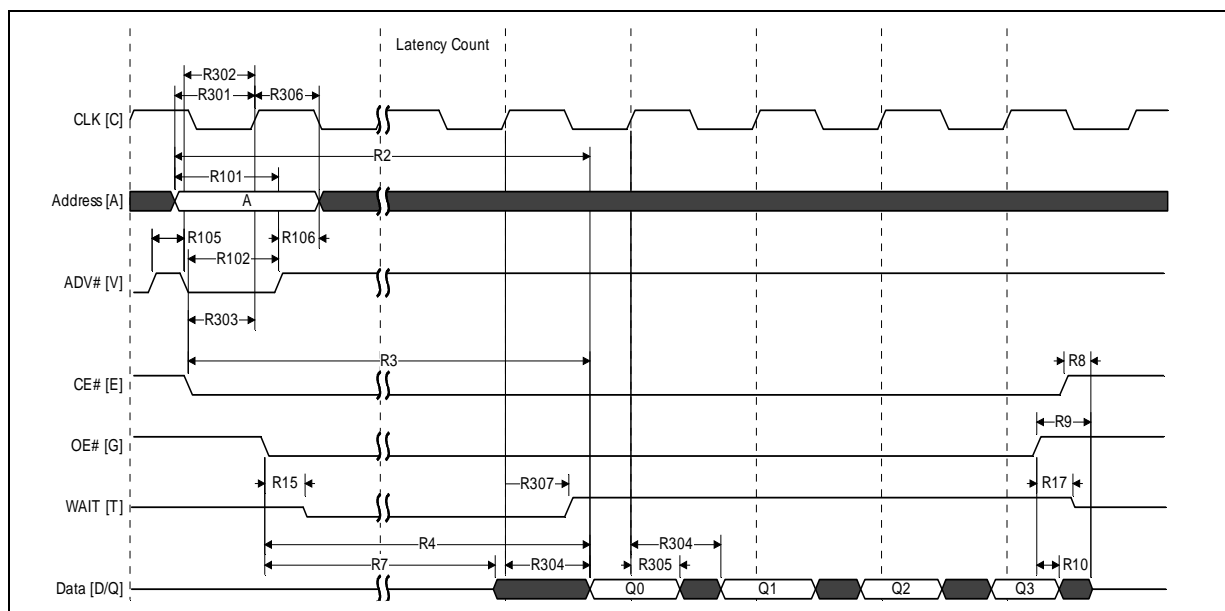 Latency Count
R302
R301
R306
CLK [C]
R2
R101
Address [A]
A
R105
R106
R102
ADV# [V]
R303
R3
R8
CE# [E]
R9
OE# [G]
R15
R307
R17
WAIT [T]
R4
R304
R7
R304
R305
R10
Data [D/Q]
Q0
Q1
Q2
Q3